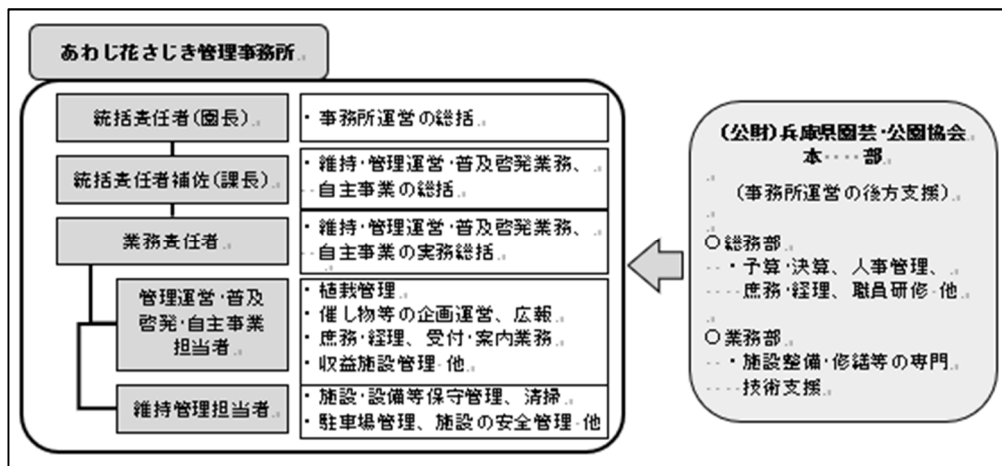 あわじ花さじき管理事務所
統括責任者(園長)
・事務所運営の総括
統括責任者補佐(課長)
・維持・管理運営・普及啓発業務、
自主事業の総括
業務責任者
・維持・管理運営・普及啓発業務、
自主事業の実務総括
管理運営・普及
啓発・自主事業
担当者
・植栽管理
・催し物等の企画運営、広報
・庶務・経理、受付・案内業務
・収益施設管理 他
維持管理担当者
・施設・設備等保守管理、清掃
・駐車場管理、施設の安全管理 他
(公財)兵庫県園芸・公園協会
本    部
(事務所運営の後方支援)
○総務部
・予算・決算、人事管理、
庶務・経理、職員研修 他
○業務部
・施設整備・修繕等の専門
技術支援